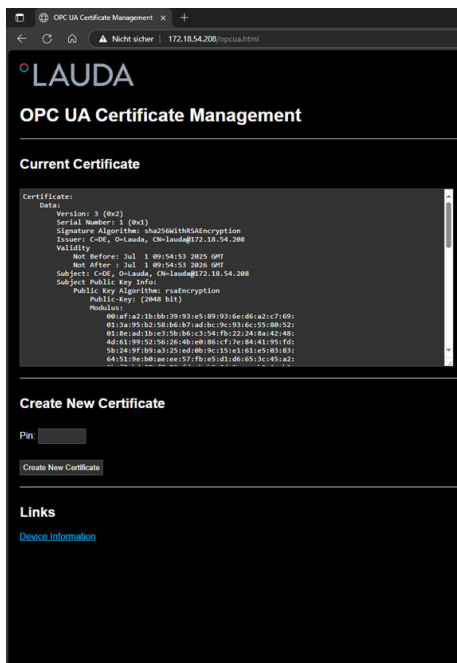 OPC UA Certificate Management
Nicht sicher 172.18.54.208/opcua.html
LAUDA
OPC UA Certificate Management
Current Certificate
Certificate:
Data:
Version: 3 (0x2)
Serial Number: 1 (0x1)
Signature Algorithm: sha256WithRSAEncryption
Issuer: C=DE, O=Lauda, CN=lauda@172.18.54.208
Validity
Not Before: Jul 1 09:54:53 2025 GMT
Not After : Jul 1 09:54:53 2026 GMT
Subject: C=DE, O=Lauda, CN=lauda@172.18.54.208
Subject Public Key Info:
Public Key Algorithm: rsaEncryption
Public-Key: (2048 bit)
Modulus:
00:af:a2:1b:bb:39:93:e5:89:93:6e:d6:a2:c7:69:
01:3a:95:b2:58:b6:b7:ad:bc:9c:93:6c:55:80:52:
01:8e:ad:1b:e3:5b:b6:c3:54:fb:22:24:8a:42:48:
4d:61:99:52:56:26:4b:e0:86:cf:7e:84:41:95:fd:
5b:24:9f:b9:a3:25:ed:0b:9c:15:e1:61:e5:03:83:
64:51:9e:b0:ae:ee:57:fb:e5:d1:d6:65:3c:45:a2:
Create New Certificate
Pin:
Create New Certificate
Links
Device Information